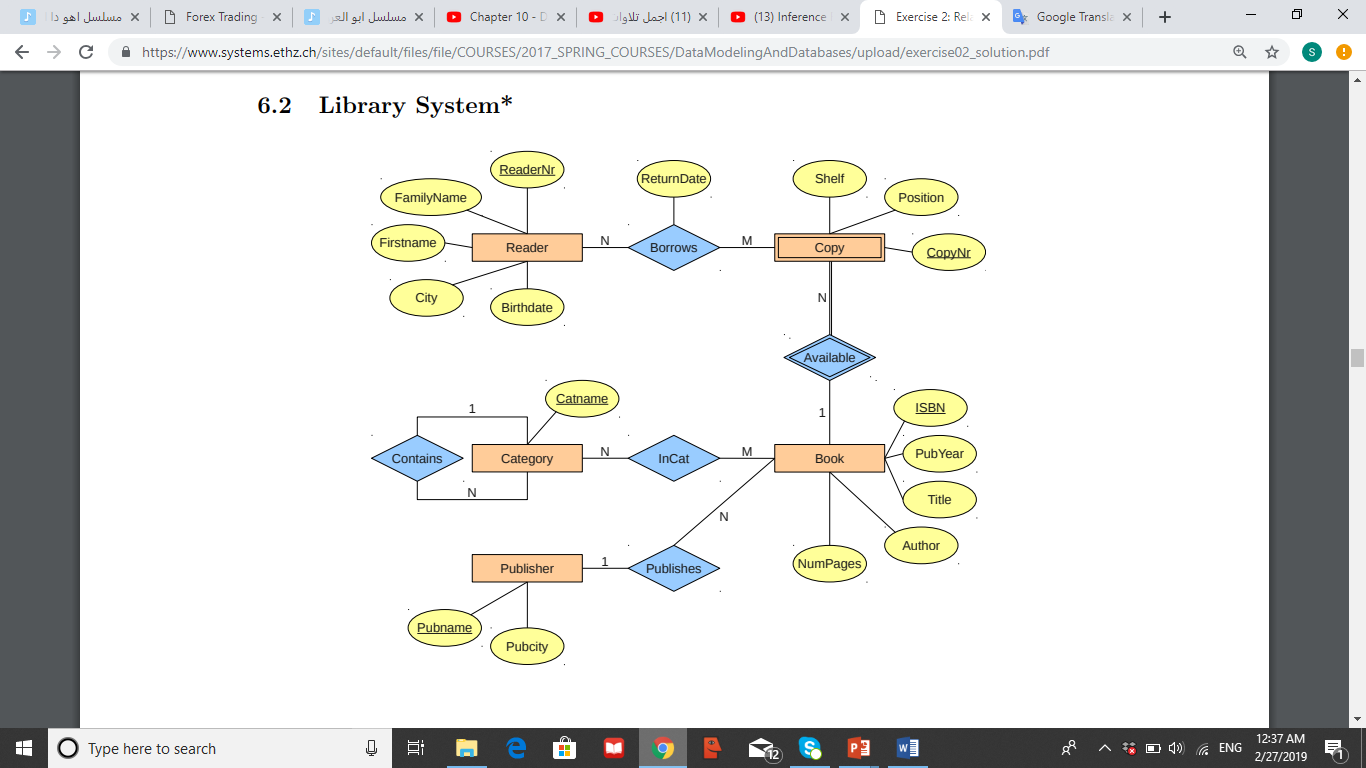 مسلسل اهو دا ا
Forex Trading
مسلسل ابو العر
Chapter 10 - D
(11) اجمل تلاوات
(13) Inference
Exercise 2: Rela
Google Transla
https://www.systems.ethz.ch/sites/default/files/file/COURSES/2017_SPRING_COURSES/DataModelingAndDatabases/upload/exercise02_solution.pdf
S
6.2 Library System*
ReaderNr
ReturnDate
Shelf
FamilyName
Position
Firstname
Reader
N
Borrows
M
Copy
CopyNr
City
Birthdate
N
Available
Catname
1
1
ISBN
Contains
Category
N
InCat
M
Book
PubYear
N
Title
N
Author
Publisher
1
Publishes
NumPages
Pubname
Pubcity
Type here to search
12
ENG
12:37 AM
2/27/2019
1